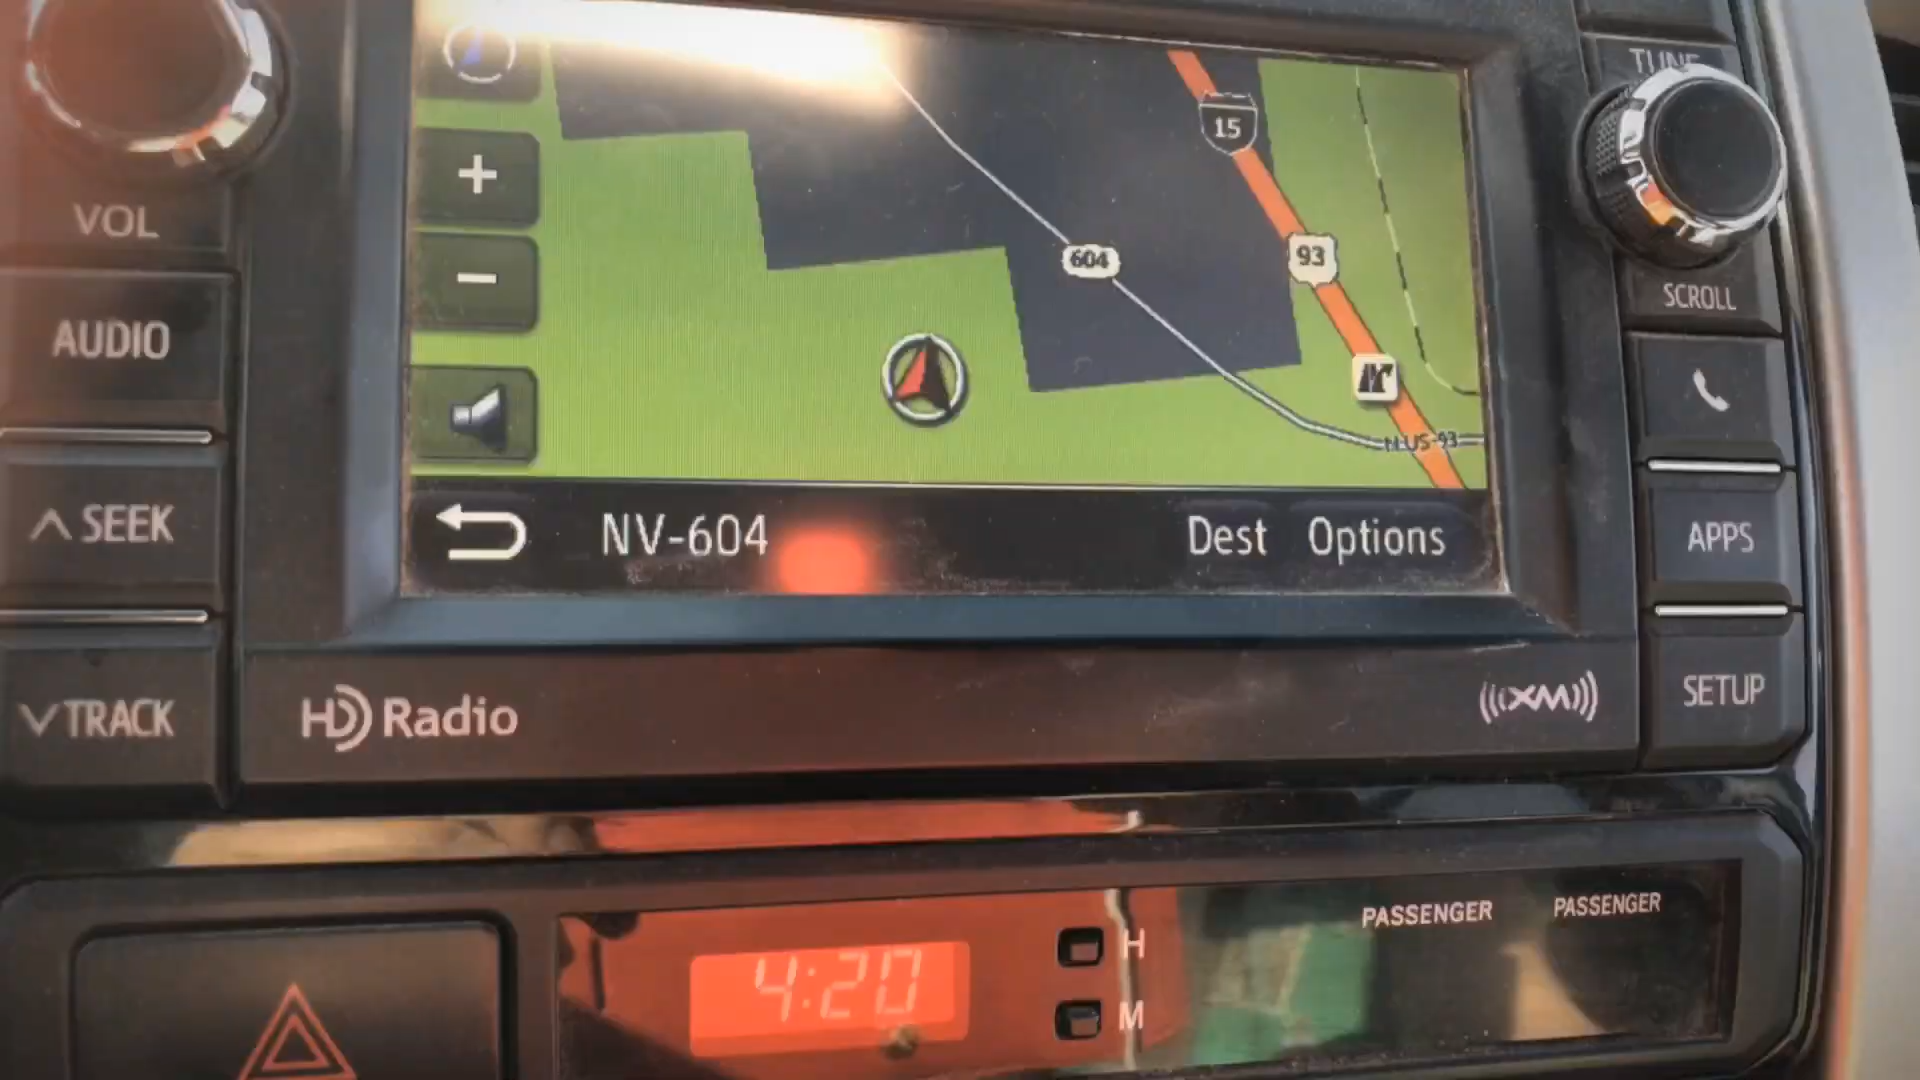 TUNE
15
+
VOL
604
93
−
SCROLL
AUDIO
N US-93
SEEK
NV-604
Dest
Options
APPS
TRACK
HD Radio
((XM))
SETUP
PASSENGER
PASSENGER
H
4:20
M